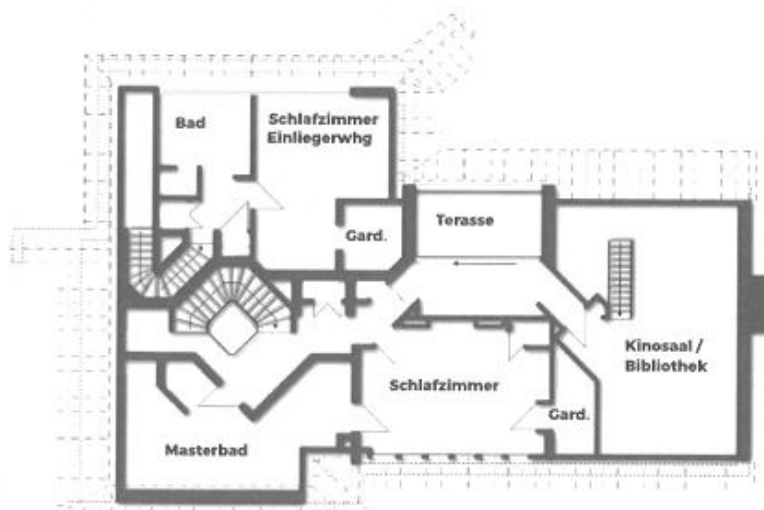 Bad
Schlafzimmer
Einliegerwhg
Gard.
Terasse
Kinosaal /
Bibliothek
Schlafzimmer
Gard.
Masterbad